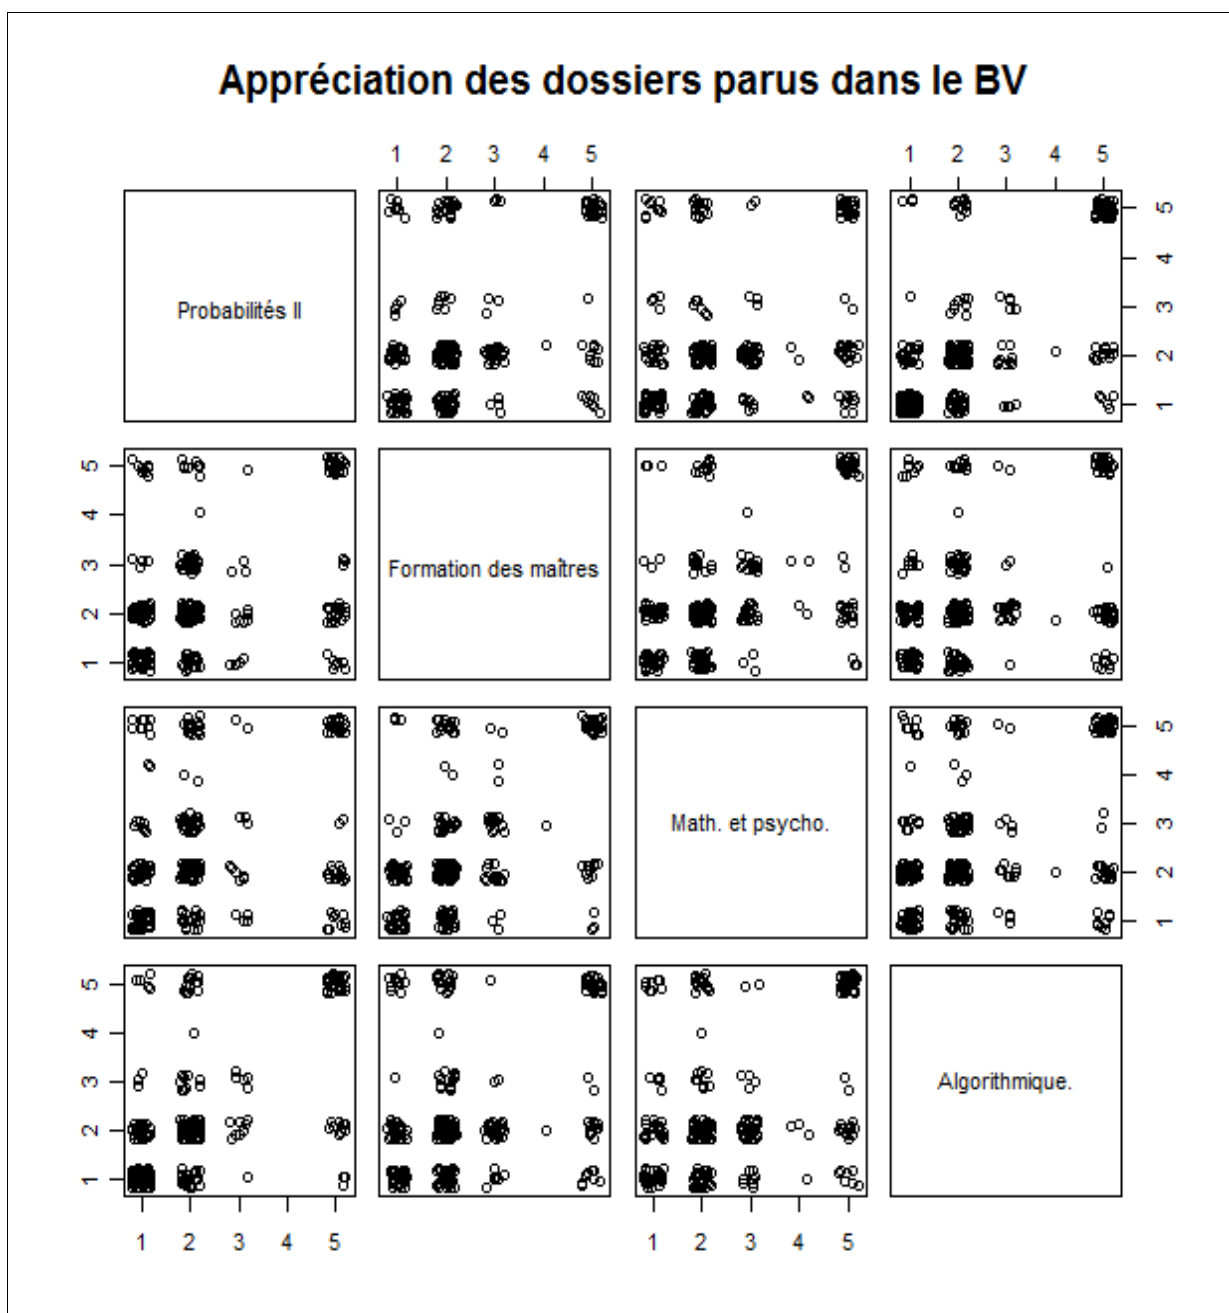 Appréciation des dossiers parus dans le BV
1 2 3 4 5 1 2 3 4 5
Probabilités II
5
4
3
2
1
5
4
3
2
1
Formation des maîtres
Math. et psycho.
5
4
3
2
1
5
4
3
2
1
Algorithmique.
1 2 3 4 5 1 2 3 4 5